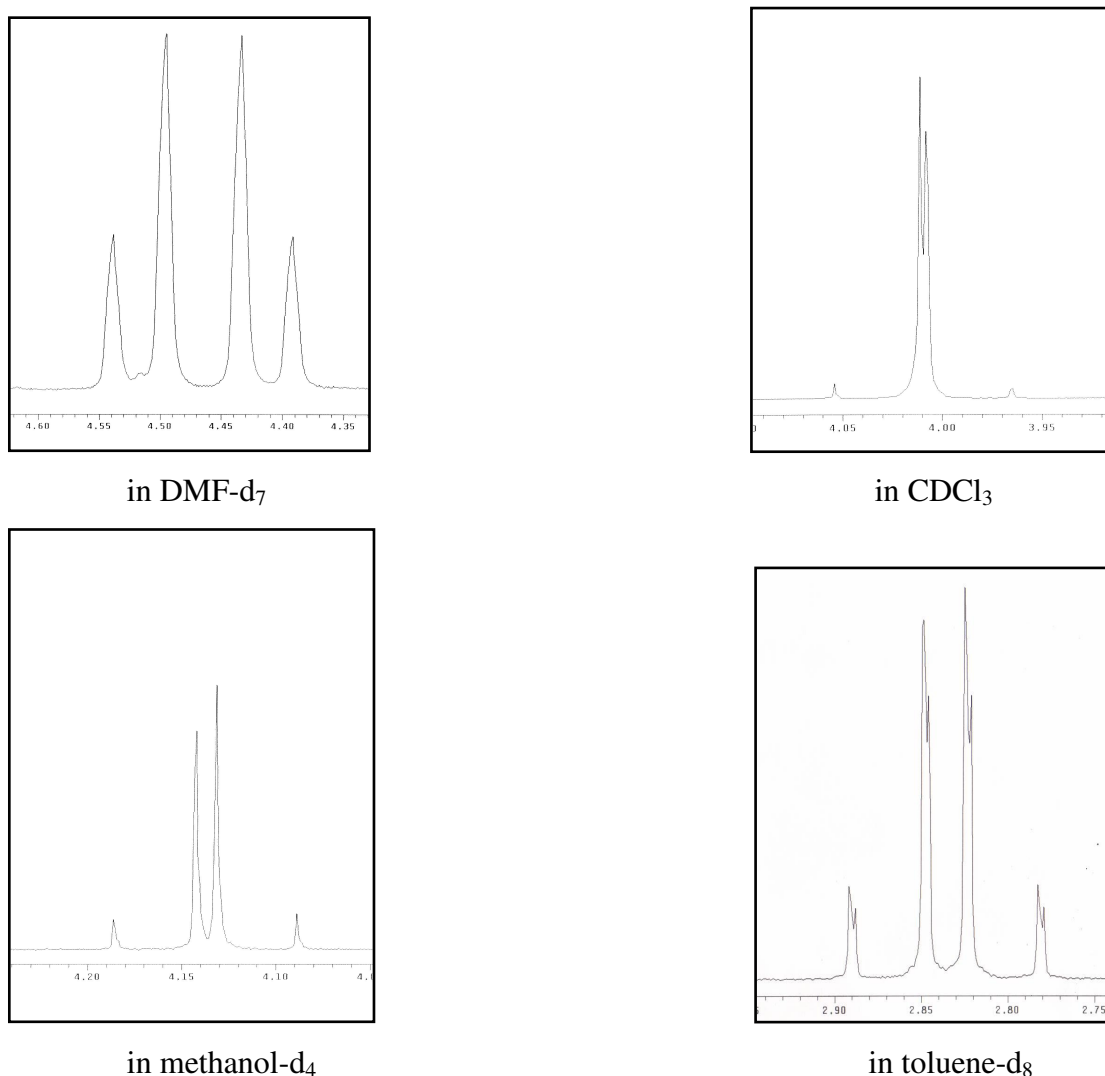 4.60 4.55 4.50 4.45 4.40 4.35
4.05 4.00 3.95
in DMF-d₇
in CDCl₃
4.20 4.15 4.10 4.0
2.90 2.85 2.80 2.75
in methanol-d₄
in toluene-d₈